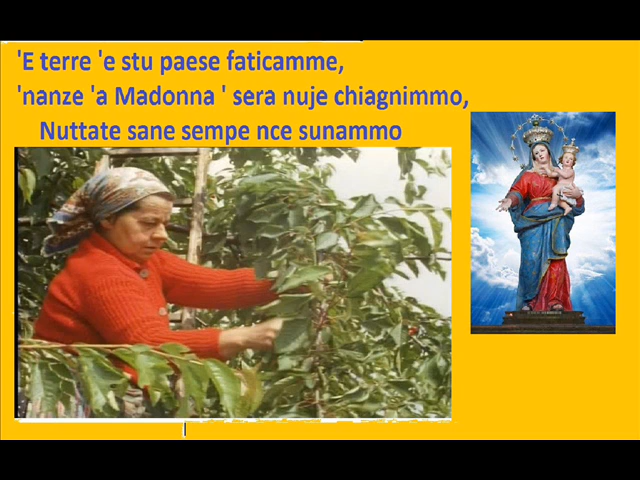 'E terre 'e stu paese faticamme,
'nanze 'a Madonna ' sera nuje chiagnimmo,
Nuttate sane sempe nce sunammo